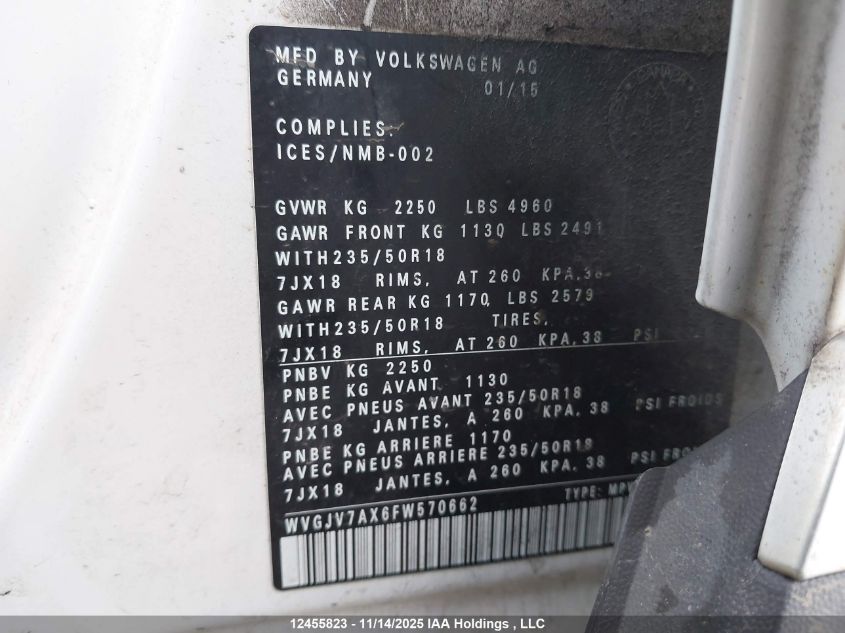 MFD BY VOLKSWAGEN AG
GERMANY
01/15
CANADA
COMPLIES:
ICES/NMB-002
GVWR KG 2250 LBS 4960
GAWR FRONT KG 1130 LBS 2491
WITH235/50R18
7JX18 RIMS, AT 260 KPA,38
GAWR REAR KG 1170 LBS 2579
WITH235/50R18 TIRES,
7JX18 RIMS, AT 260 KPA,38 PSI
PNBV KG 2250
PNBE KG AVANT 1130
AVEC PNEUS AVANT 235/50R18
7JX18 JANTES, A 260 KPA, 38 PSI FROIDS
PNBE KG ARRIERE 1170
AVEC PNEUS ARRIERE 235/50R18
7JX18 JANTES, A 260 KPA, 38 PSI FROI
WVGJV7AX6FW570662 TYPE: MPV
12455823 - 11/14/2025 IAA Holdings , LLC